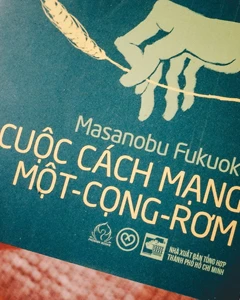 Masanobu Fukuok
CUỘC CÁCH MẠNG
MỘT-CỌNG-RƠM
NHÀ XUẤT BẢN TỔNG HỢP
THÀNH PHỐ HỒ CHÍ MINH